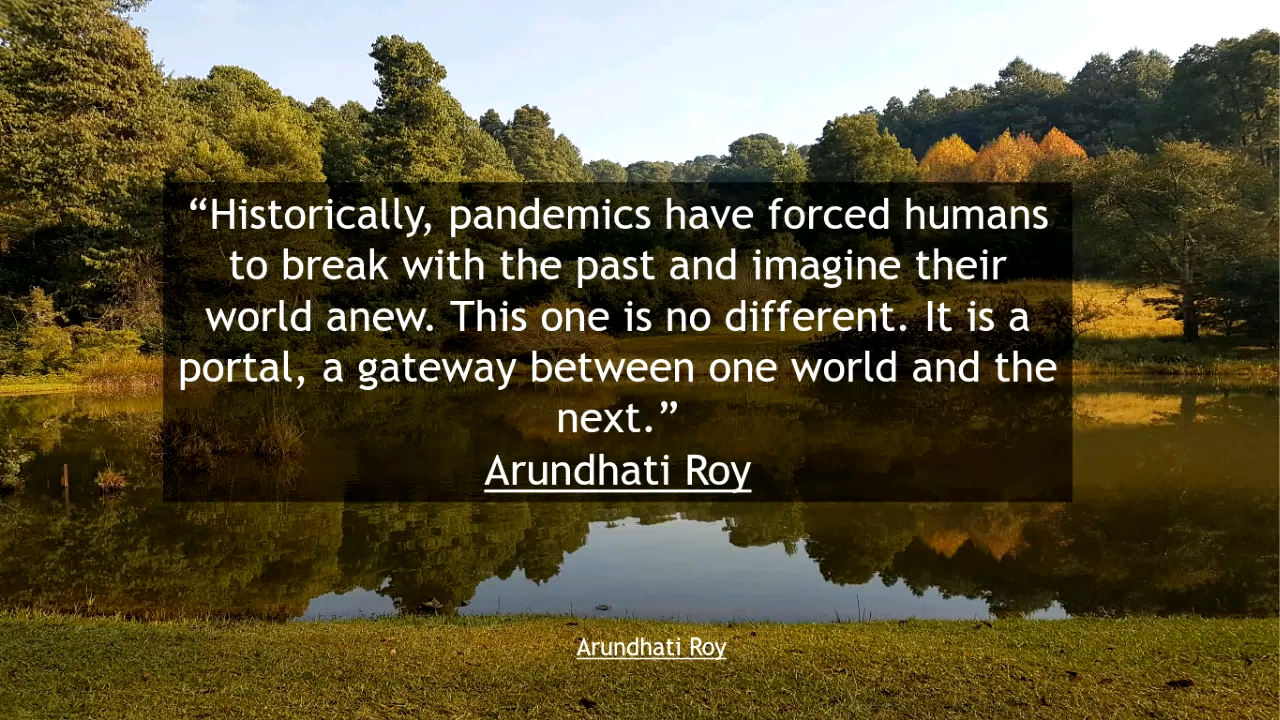 “Historically, pandemics have forced humans
to break with the past and imagine their
world anew. This one is no different. It is a
portal, a gateway between one world and the
next.”
Arundhati Roy
Arundhati Roy